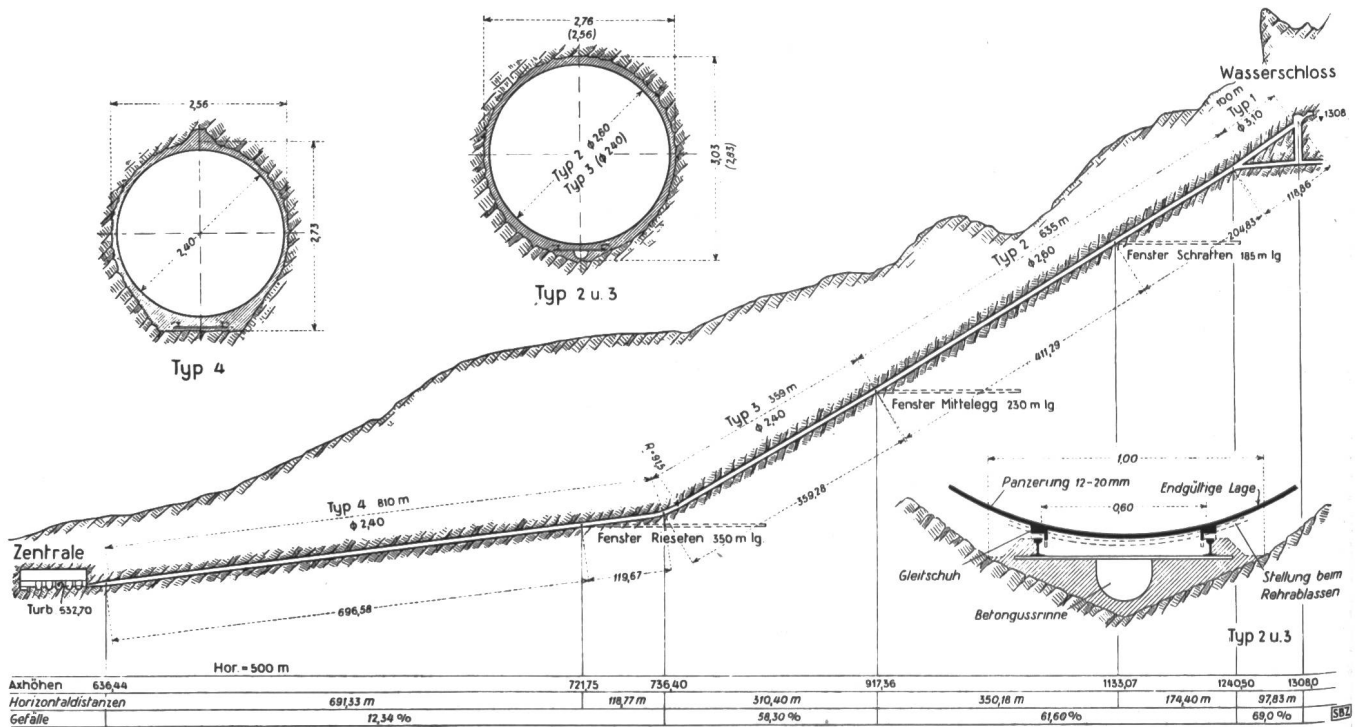 2,56
2,73
2,40
Typ 4
2,76
(2,56)
3,03
(2,83)
Typ 2 ϕ2,60
Typ 3 (ϕ2,40)
Typ 2 u. 3
Wasserschloss
100 m
Typ 1
ϕ 3,10
1308
118,86
204,83
Fenster Schraften 185 m lg
Typ 2 635 m
ϕ 2,60
411,29
Fenster Mittelegg 230 m lg
Typ 3 359 m
ϕ 2,40
359,28
Typ 4 810 m
ϕ 2,40
Fenster Rieseten 350 m lg
119,67
696,58
Zentrale
Turb 532,70
1,00
Panzerung 12-20 mm
Endgültige Lage
0,60
Gleitschuh
Stellung beim
Rohrablassen
Betongussrinne
Typ 2 u. 3
Hor. = 500 m
Axhöhen 636,44 721,75 736,40 917,36 1133,07 1240,50 1308,0
Horizontaldistanzen 691,33 m 118,77 m 310,40 m 350,18 m 174,40 m 97,83 m
Gefälle 12,34 % 58,30 % 61,60 % 69,0 %
SBZ